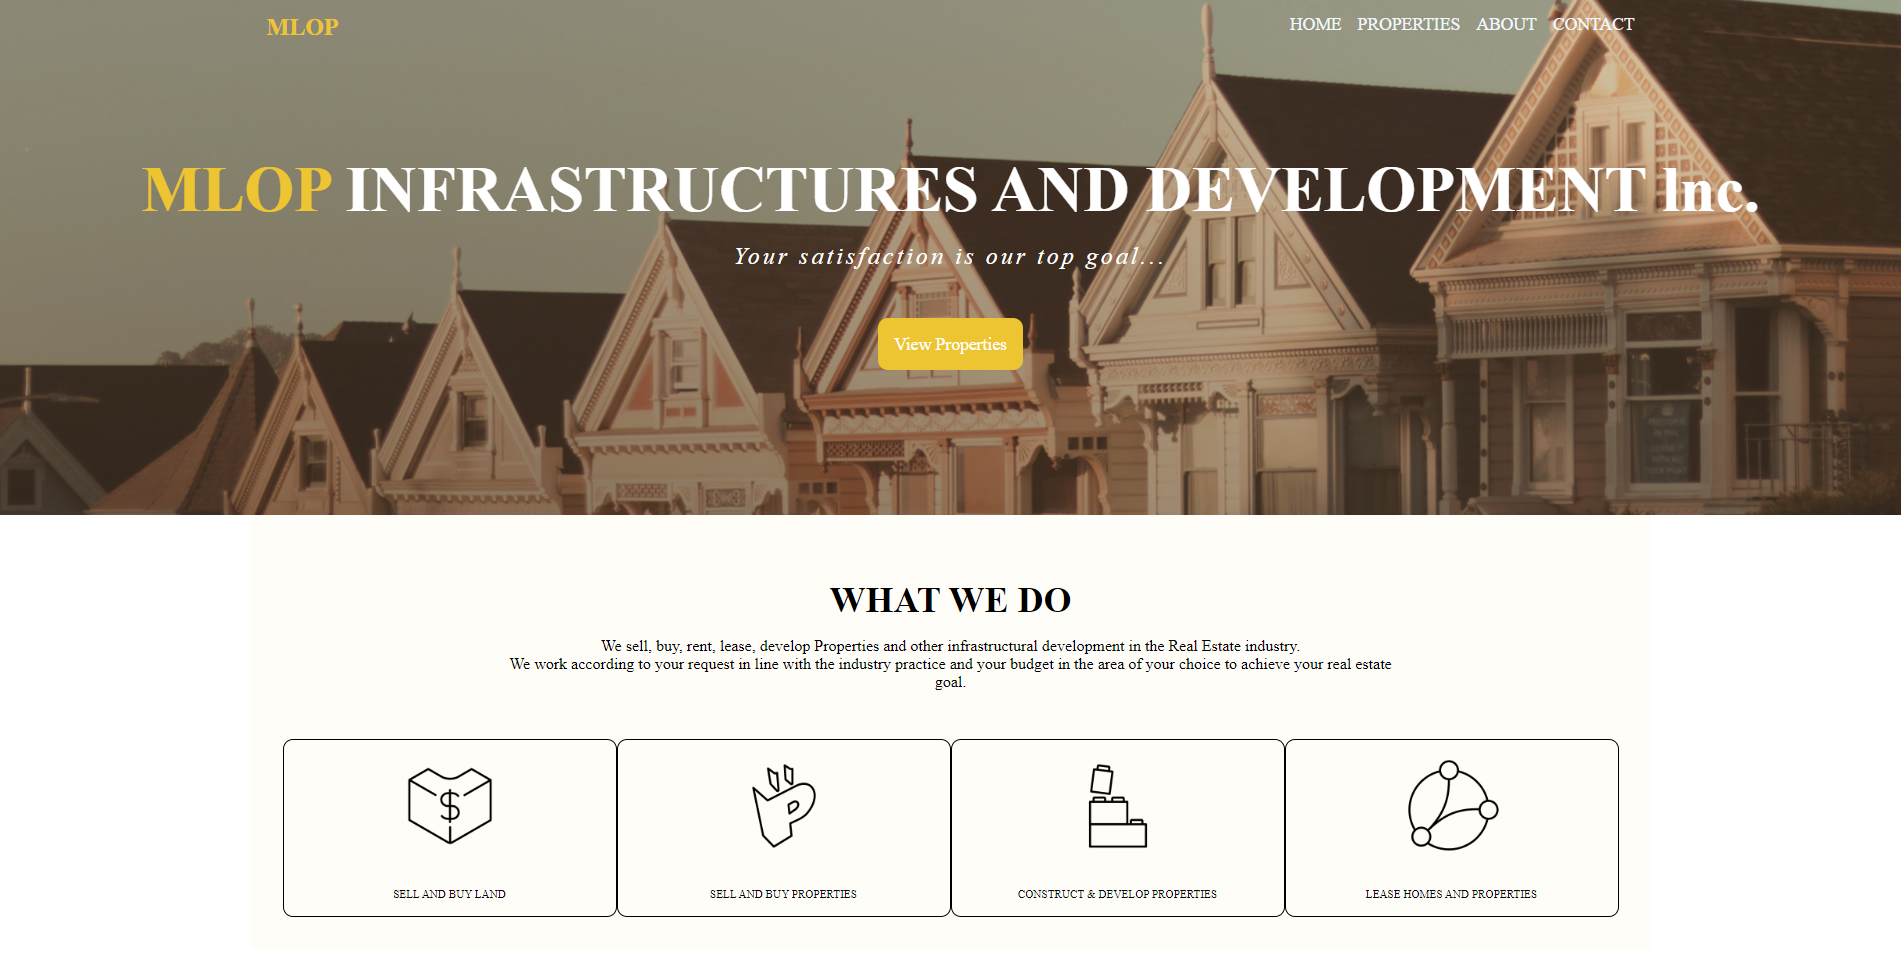 MLOP
HOME PROPERTIES ABOUT CONTACT
MLOP INFRASTRUCTURES AND DEVELOPMENT Inc.
Your satisfaction is our top goal...
View Properties
WHAT WE DO
We sell, buy, rent, lease, develop Properties and other infrastructural development in the Real Estate industry.
We work according to your request in line with the industry practice and your budget in the area of your choice to achieve your real estate
goal.
$
P
SELL AND BUY LAND
SELL AND BUY PROPERTIES
CONSTRUCT & DEVELOP PROPERTIES
LEASE HOMES AND PROPERTIES